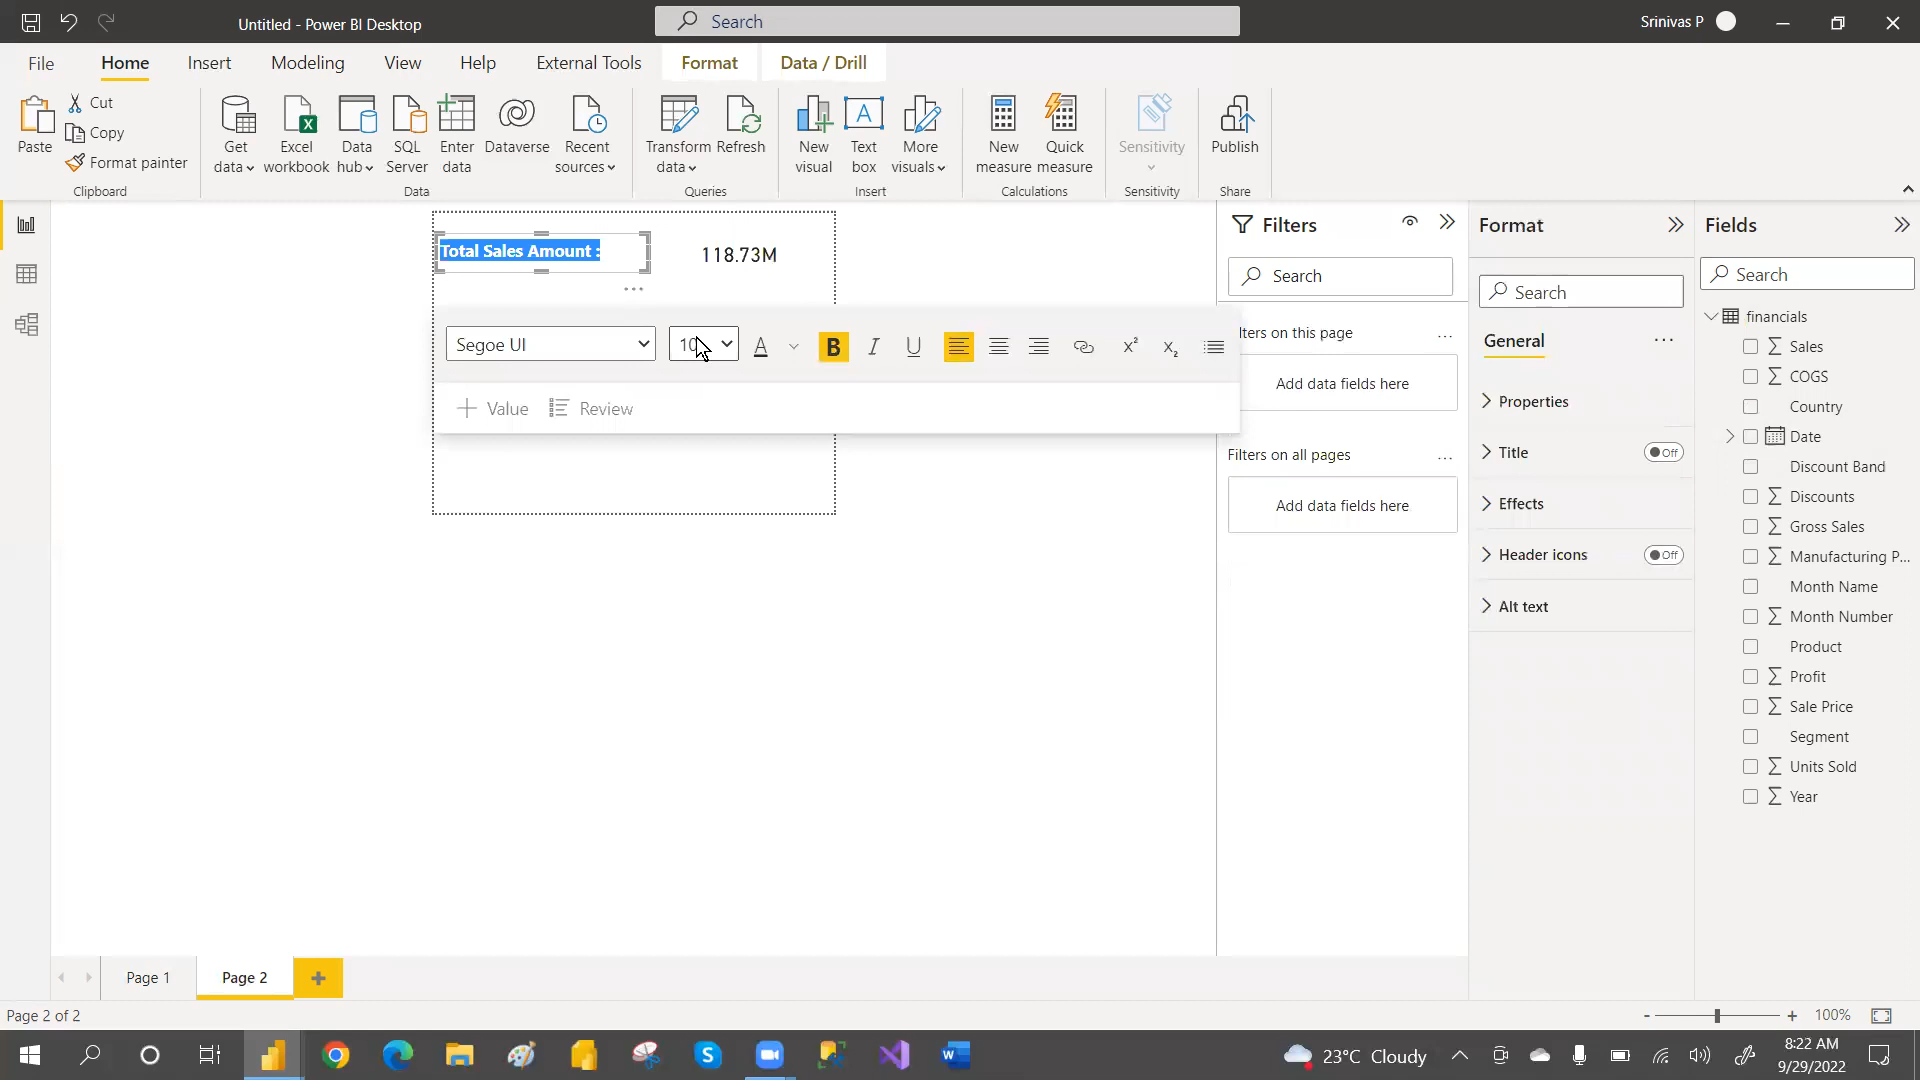 Untitled - Power BI Desktop
Search
Srinivas P
File
Home
Insert
Modeling
View
Help
External Tools
Format
Data / Drill
Paste
Cut
Copy
Format painter
Clipboard
Get data
Excel workbook
Data hub
SQL Server
Enter data
Dataverse
Recent sources
Data
Transform data
Refresh
Queries
New visual
Text box
More visuals
Insert
New measure
Quick measure
Calculations
Sensitivity
Sensitivity
Publish
Share
Total Sales Amount :
118.73M
Segoe UI
10
A
B
I
U
Value
Review
Filters
Search
lters on this page
Add data fields here
Filters on all pages
Add data fields here
Format
Search
General
Properties
Title
Off
Effects
Header icons
Off
Alt text
Fields
Search
financials
Sales
COGS
Country
Date
Discount Band
Discounts
Gross Sales
Manufacturing P...
Month Name
Month Number
Product
Profit
Sale Price
Segment
Units Sold
Year
Page 1
Page 2
Page 2 of 2
- + 100%
23°C Cloudy
8:22 AM
9/29/2022